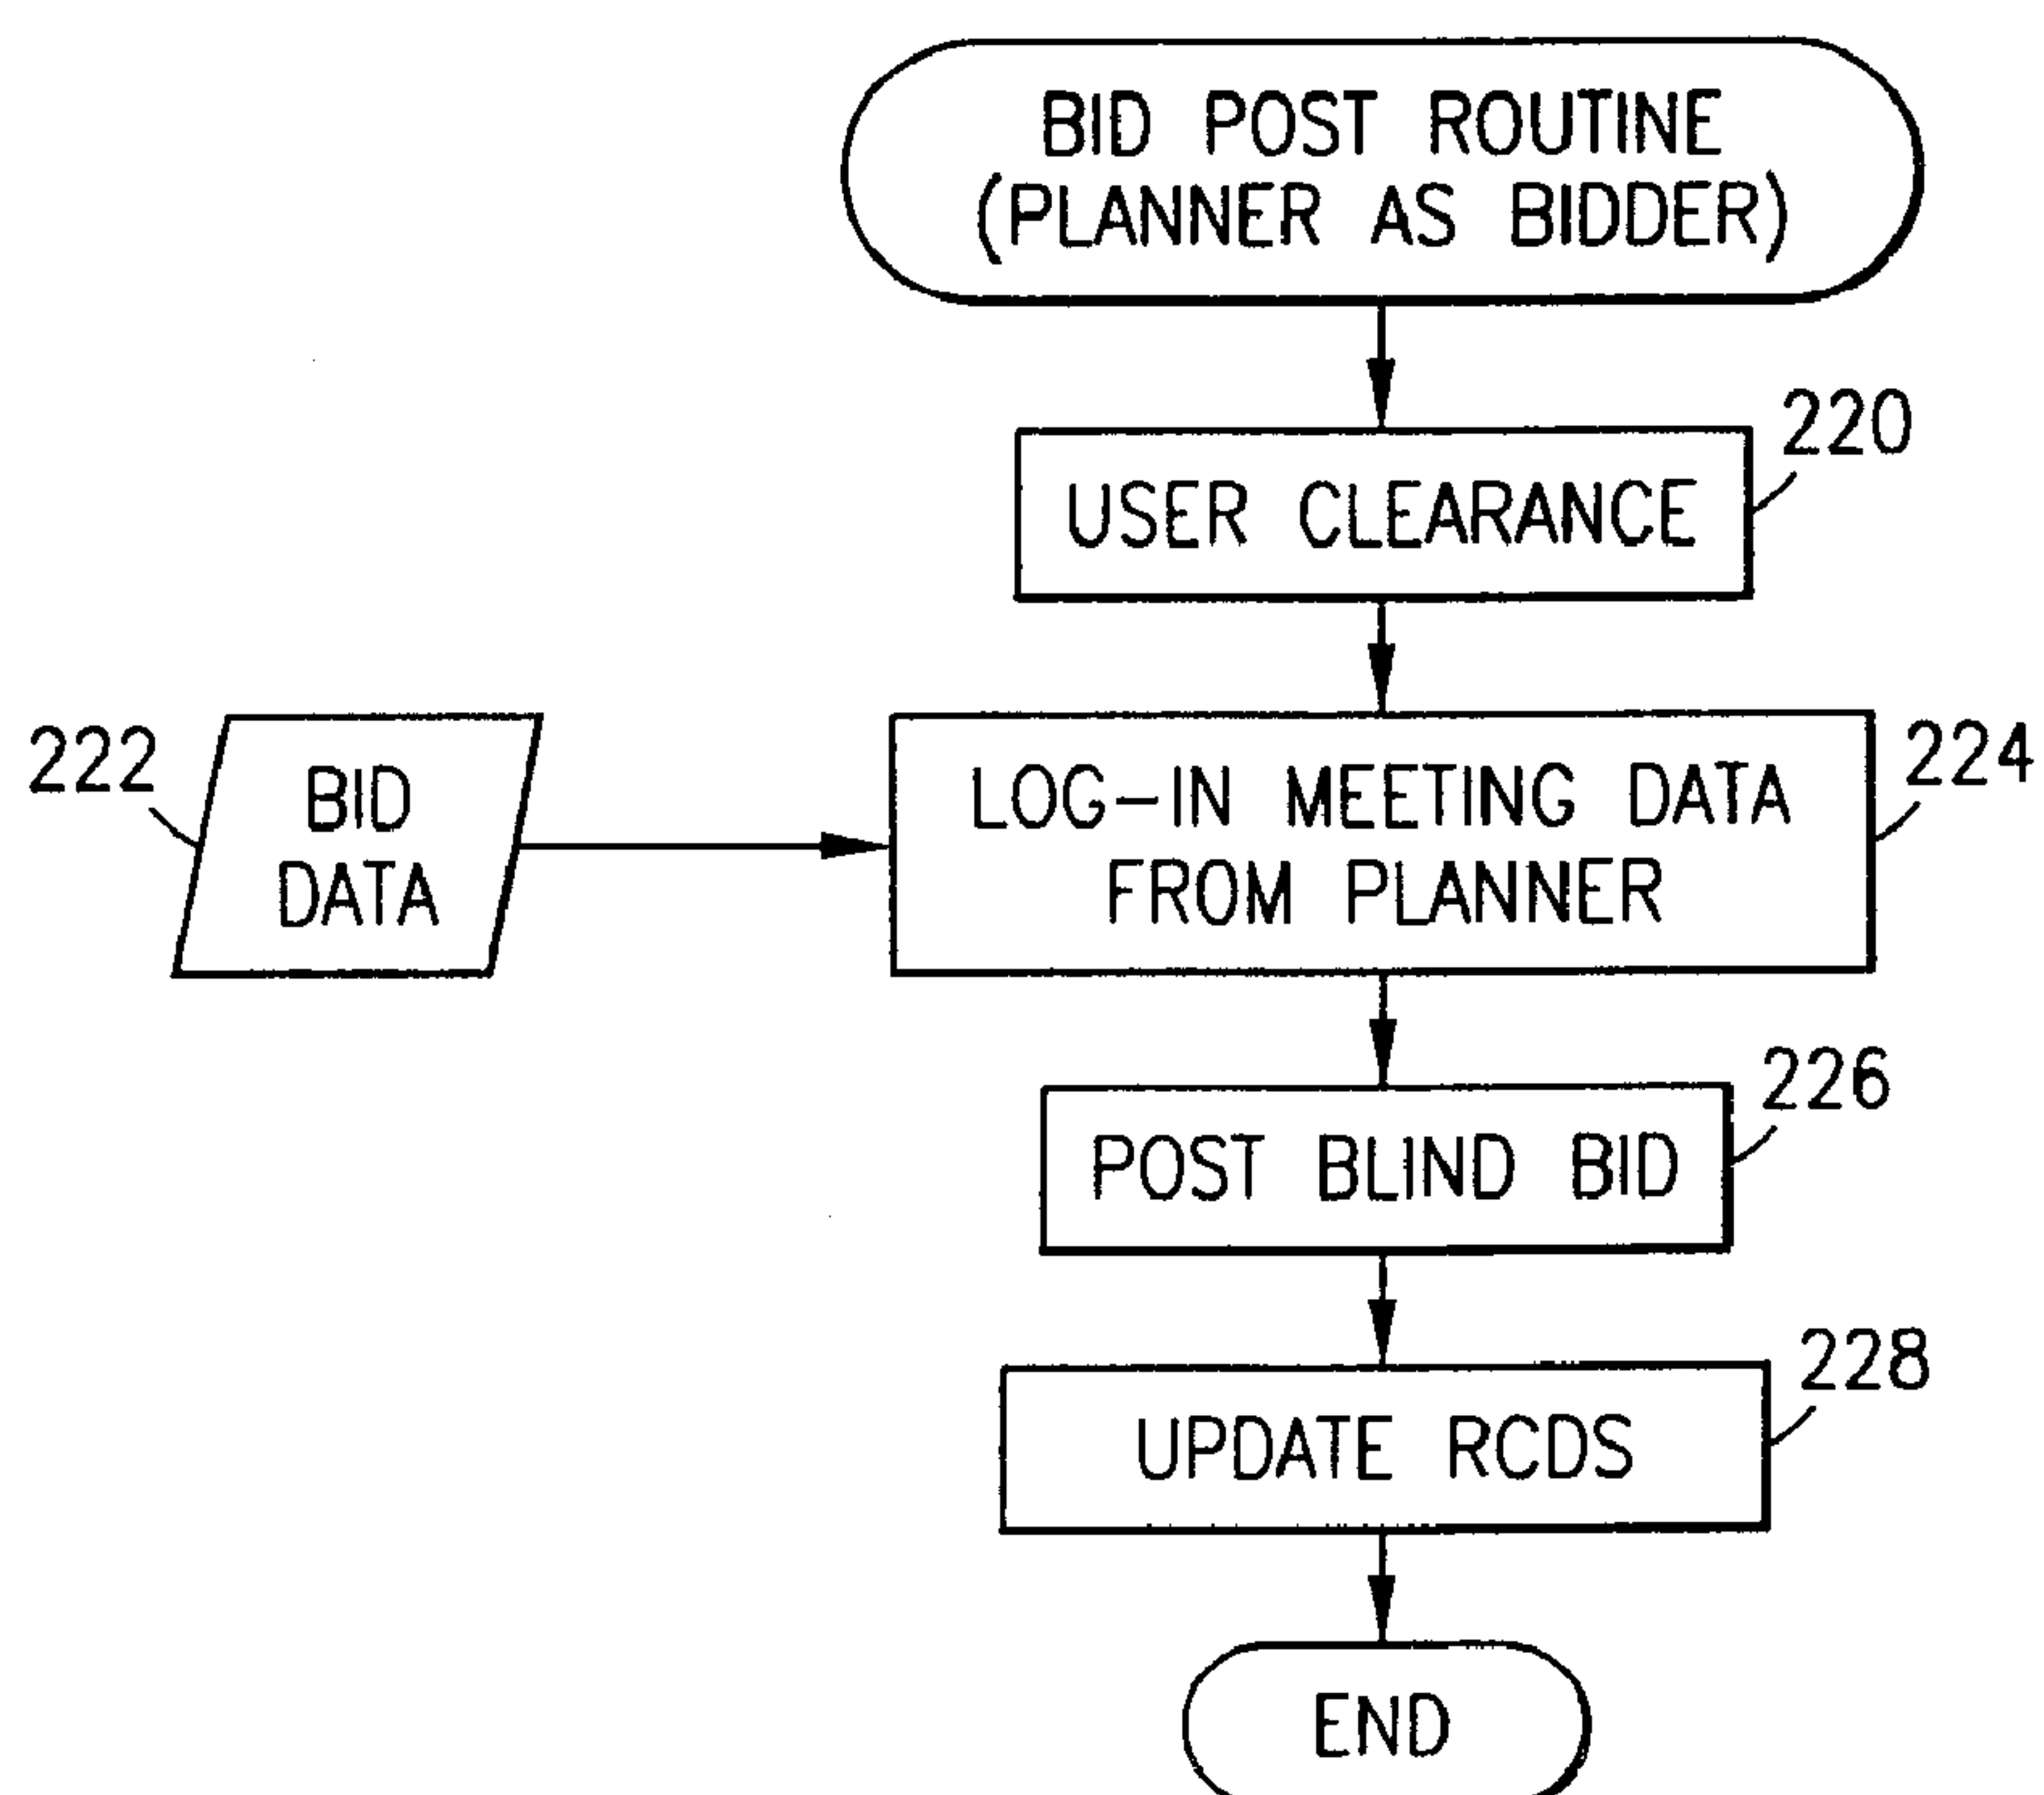 BID POST ROUTINE
(PLANNER AS BIDDER)
220
USER CLEARANCE
222
BID
DATA
224
LOG-IN MEETING DATA
FROM PLANNER
226
POST BLIND BID
228
UPDATE RCDS
END